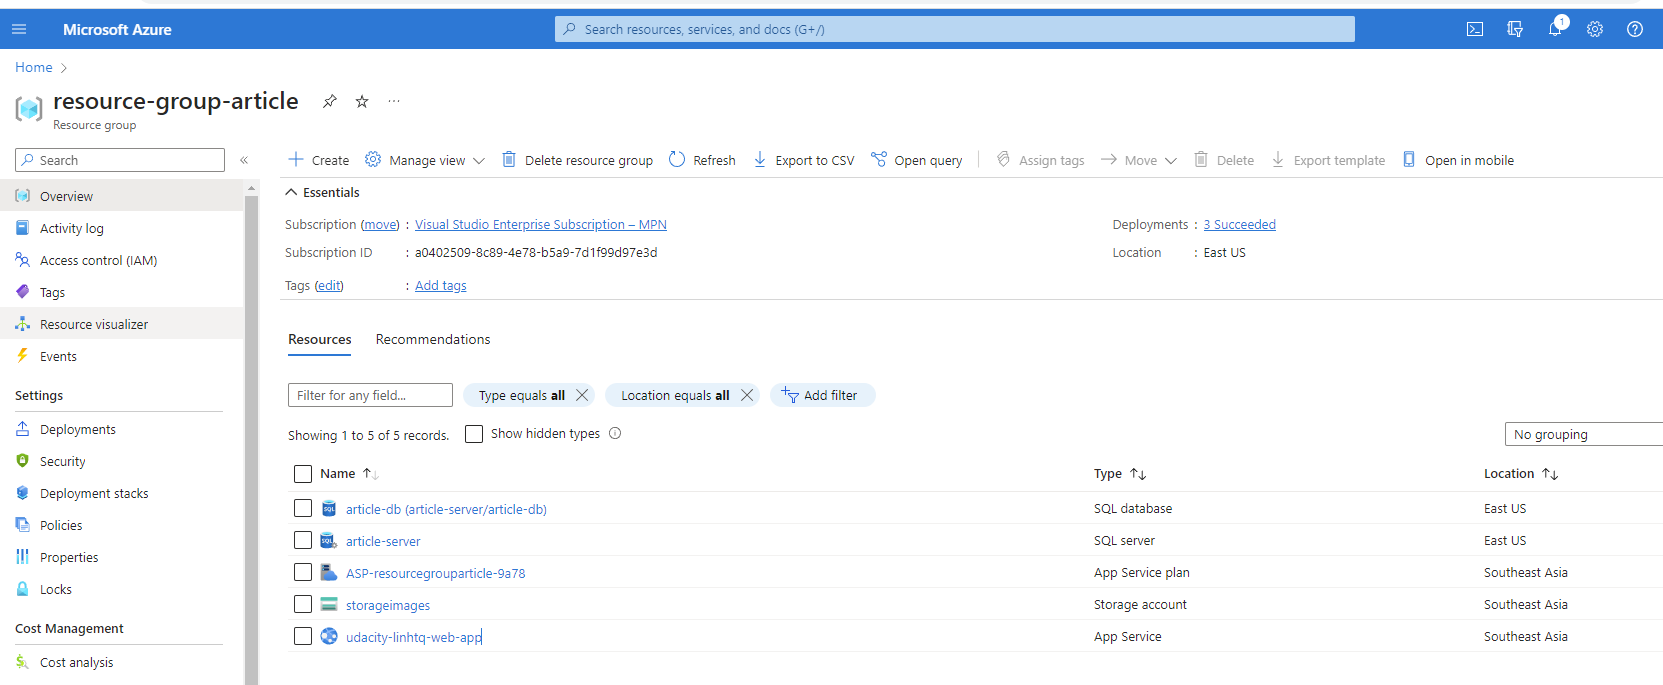 Microsoft Azure
Search resources, services, and docs (G+/)
1
Home
resource-group-article
Resource group
Search
Create Manage view Delete resource group Refresh Export to CSV Open query Assign tags Move Delete Export template Open in mobile
Overview
Activity log
Access control (IAM)
Tags
Resource visualizer
Events
Settings
Deployments
Security
Deployment stacks
Policies
Properties
Locks
Cost Management
Cost analysis
Essentials
Subscription (move) : Visual Studio Enterprise Subscription – MPN
Subscription ID : a0402509-8c89-4e78-b5a9-7d1f99d97e3d
Tags (edit) : Add tags
Deployments : 3 Succeeded
Location : East US
Resources Recommendations
Filter for any field... Type equals all Location equals all Add filter
Showing 1 to 5 of 5 records. Show hidden types No grouping
Name Type Location
article-db (article-server/article-db) SQL database East US
article-server SQL server East US
ASP-resourcegrouparticle-9a78 App Service plan Southeast Asia
storageimages Storage account Southeast Asia
udacity-linhtq-web-app App Service Southeast Asia